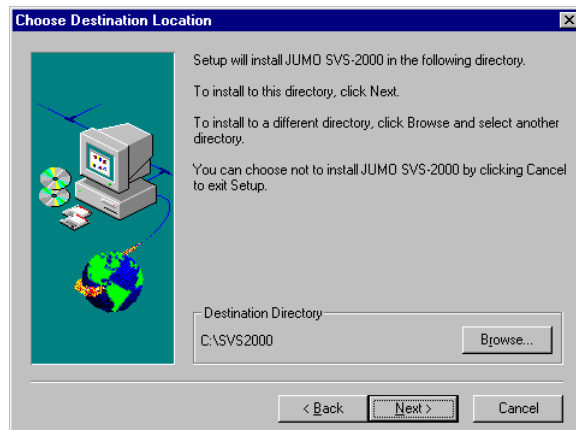 Choose Destination Location
Setup will install JUMO SVS-2000 in the following directory.
To install to this directory, click Next.
To install to a different directory, click Browse and select another
directory.
You can choose not to install JUMO SVS-2000 by clicking Cancel
to exit Setup.
Destination Directory
C:\SVS2000
Browse...
< Back
Next >
Cancel